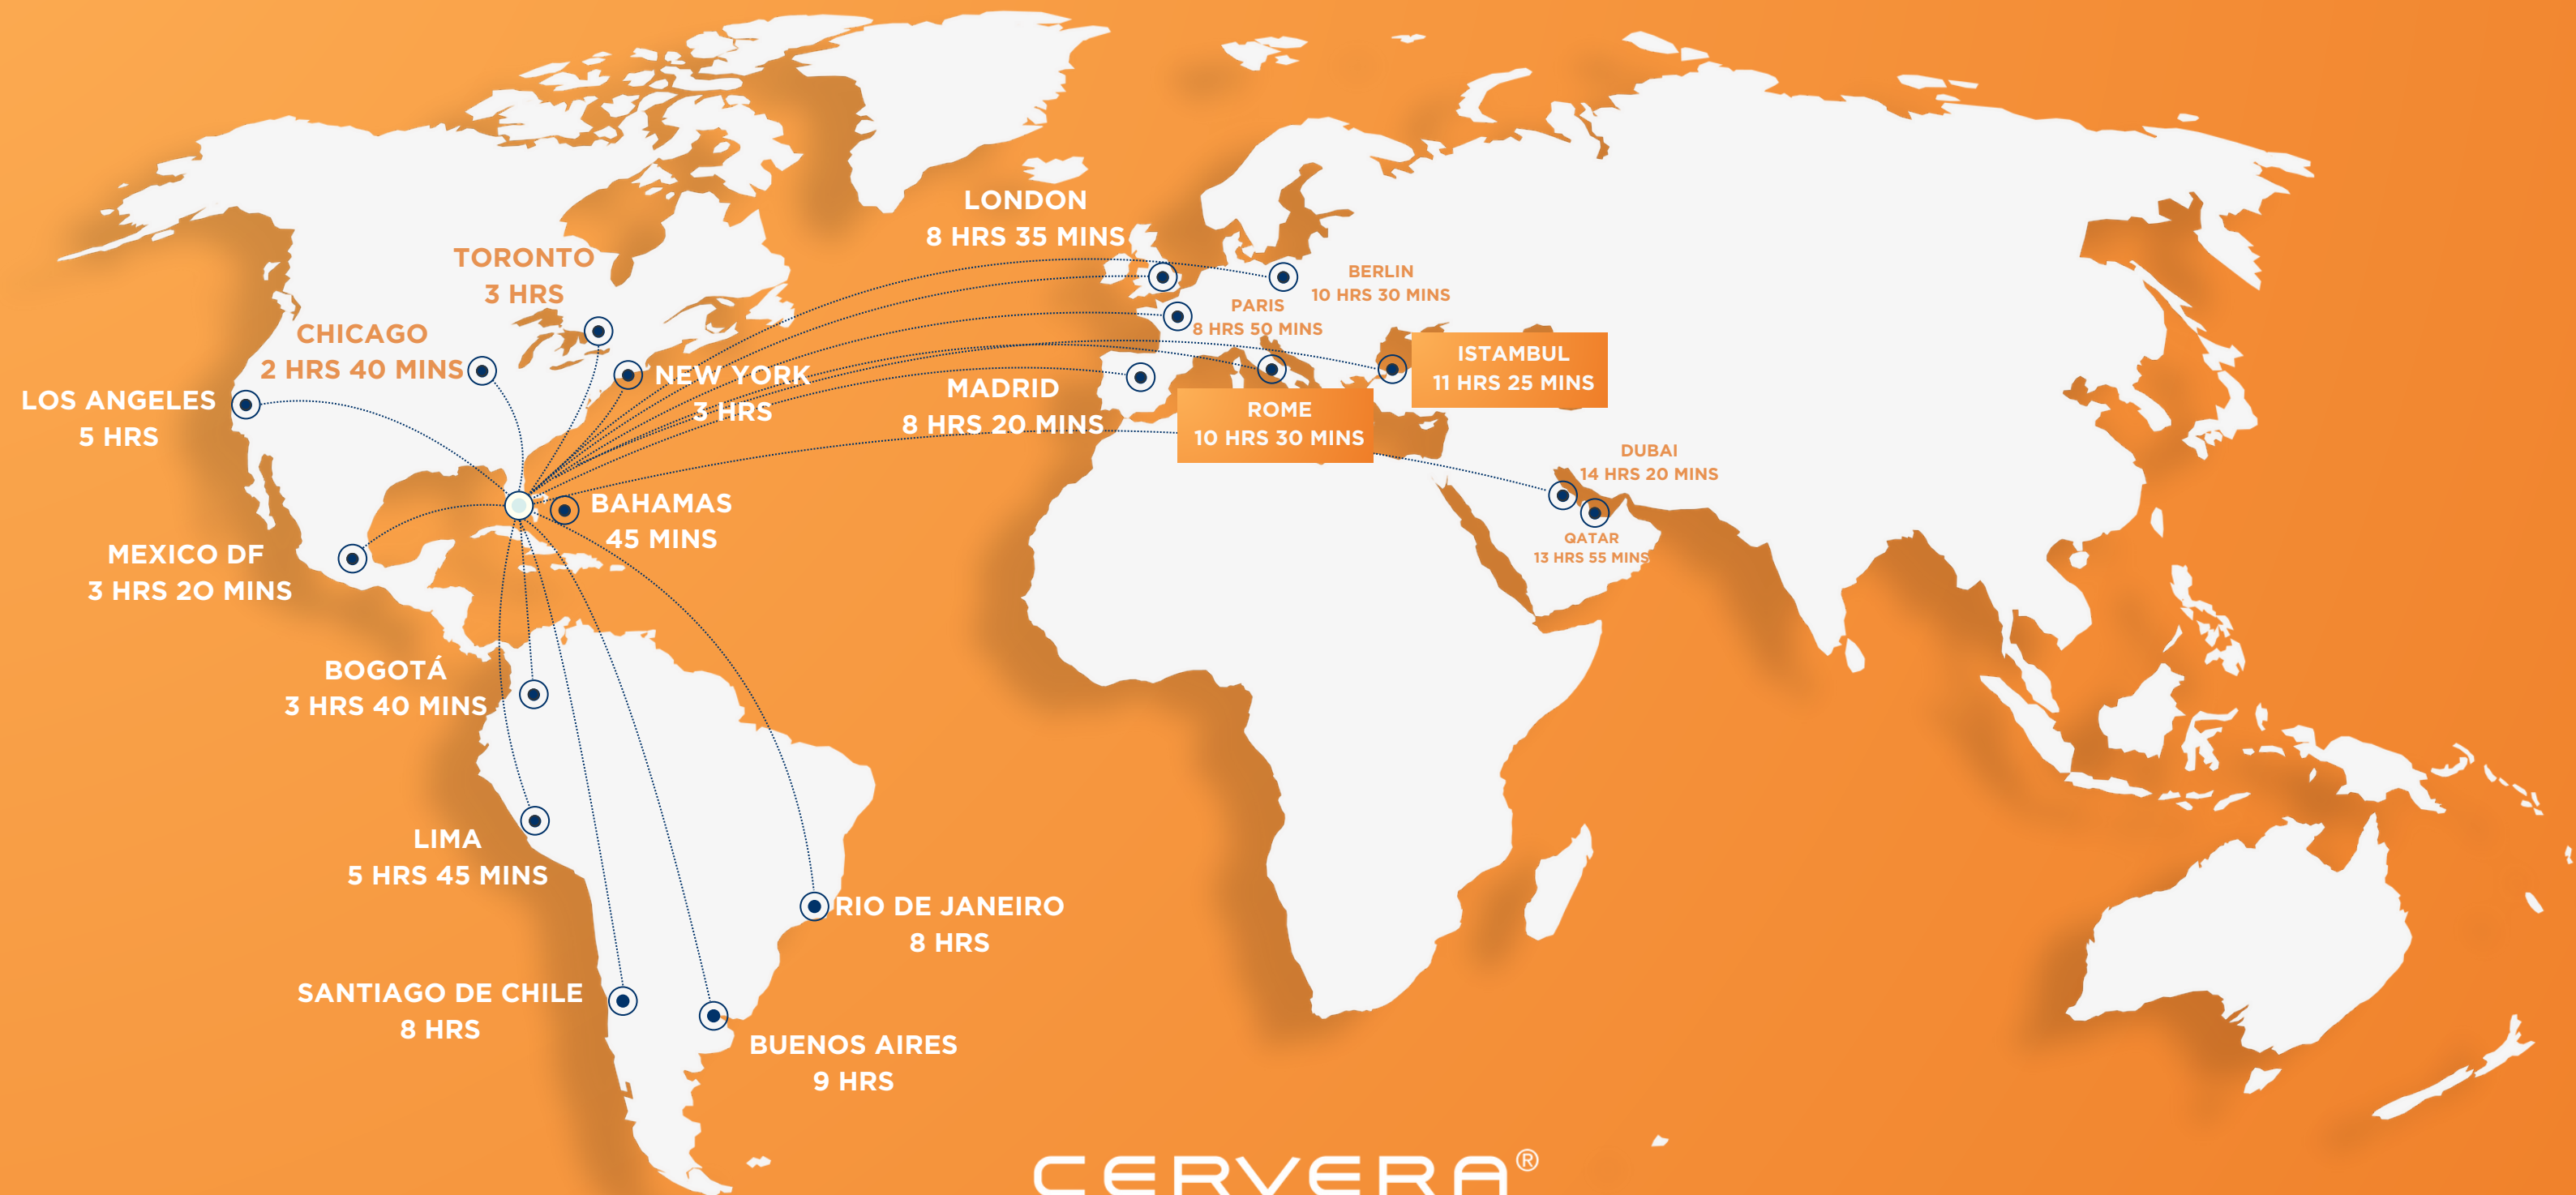 LONDON
8 HRS 35 MINS
TORONTO
3 HRS
BERLIN
10 HRS 30 MINS
PARIS
8 HRS 50 MINS
CHICAGO
2 HRS 40 MINS
ISTAMBUL
11 HRS 25 MINS
NEW YORK
3 HRS
MADRID
8 HRS 20 MINS
LOS ANGELES
5 HRS
ROME
10 HRS 30 MINS
DUBAI
14 HRS 20 MINS
BAHAMAS
45 MINS
QATAR
13 HRS 55 MINS
MEXICO DF
3 HRS 2O MINS
BOGOTÁ
3 HRS 40 MINS
LIMA
5 HRS 45 MINS
RIO DE JANEIRO
8 HRS
SANTIAGO DE CHILE
8 HRS
BUENOS AIRES
9 HRS
CERVERA®